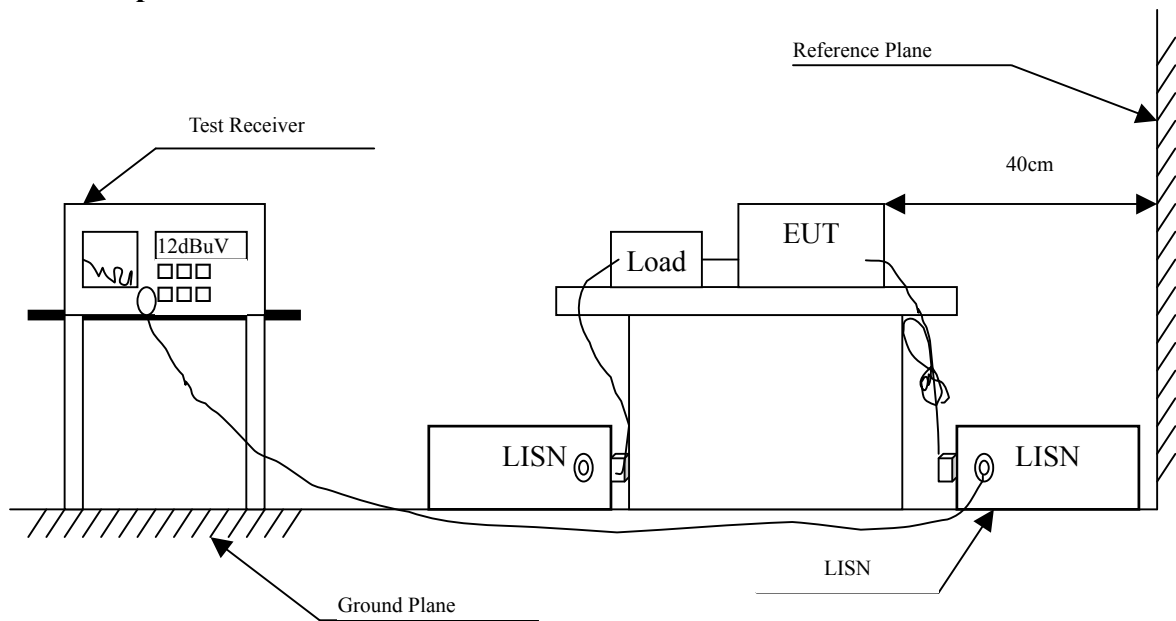 Reference Plane
Test Receiver
40cm
12dBuV
EUT
Load
LISN
LISN
LISN
Ground Plane